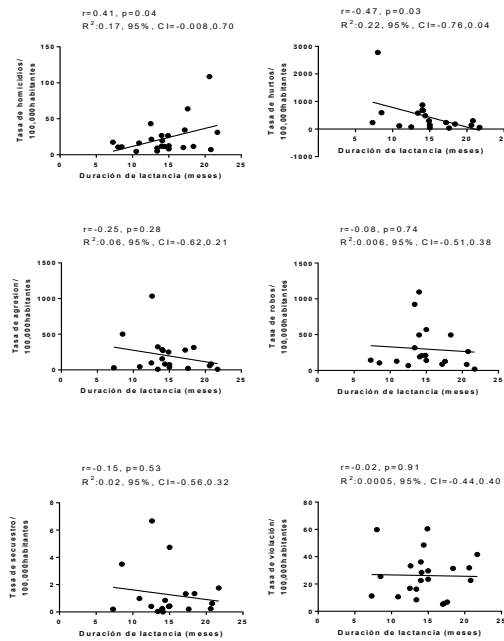 r=0.41, p=0.04
R²:0.17, 95%, CI=-0.008,0.70
Tasa de homicidios/
100,000habitantes
150
100
50
0
0 5 10 15 20 25
Duración de lactancia (meses)
r=-0.47, p=0.03
R²:0.22, 95%, CI=-0.76,0.04
Tasa de hurtos/
100,000habitantes
3000
2000
1000
0
-1000
5 10 15 20 25
Duración de lactancia (meses)
r=-0.25, p=0.28
R²:0.06, 95%, CI=-0.62,0.21
Tasa de agresion/
100,000habitantes
1500
1000
500
0
0 5 10 15 20 25
Duración de lactancia (meses)
r=-0.08, p=0.74
R²:0.006, 95%, CI=-0.51,0.38
Tasa de robos/
100,000habitantes
1500
1000
500
0
0 5 10 15 20 25
Duración de lactancia (meses)
r=-0.15, p=0.53
R²:0.02, 95%, CI=-0.56,0.32
Tasa de secuestro/
100,000habitantes
8
6
4
2
0
0 5 10 15 20 25
Duración de lactancia (meses)
r=-0.02, p=0.91
R²:0.0005, 95%, CI=-0.44,0.40
Tasa de violación/
100,000habitantes
80
60
40
20
0
0 5 10 15 20 25
Duración de lactancia (meses)